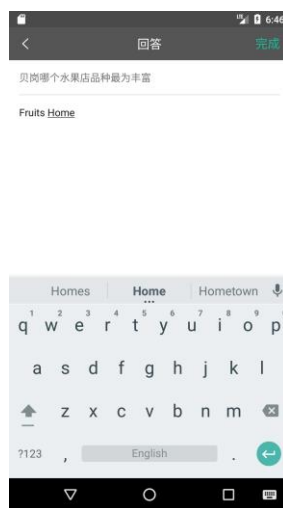 6:46
回答
完成
贝岗哪个水果店品种最为丰富
Fruits Home
Homes Home Hometown
1 2 3 4 5 6 7 8 9 0
q w e r t y u i o p
a s d f g h j k l
z x c v b n m
?123 , English .